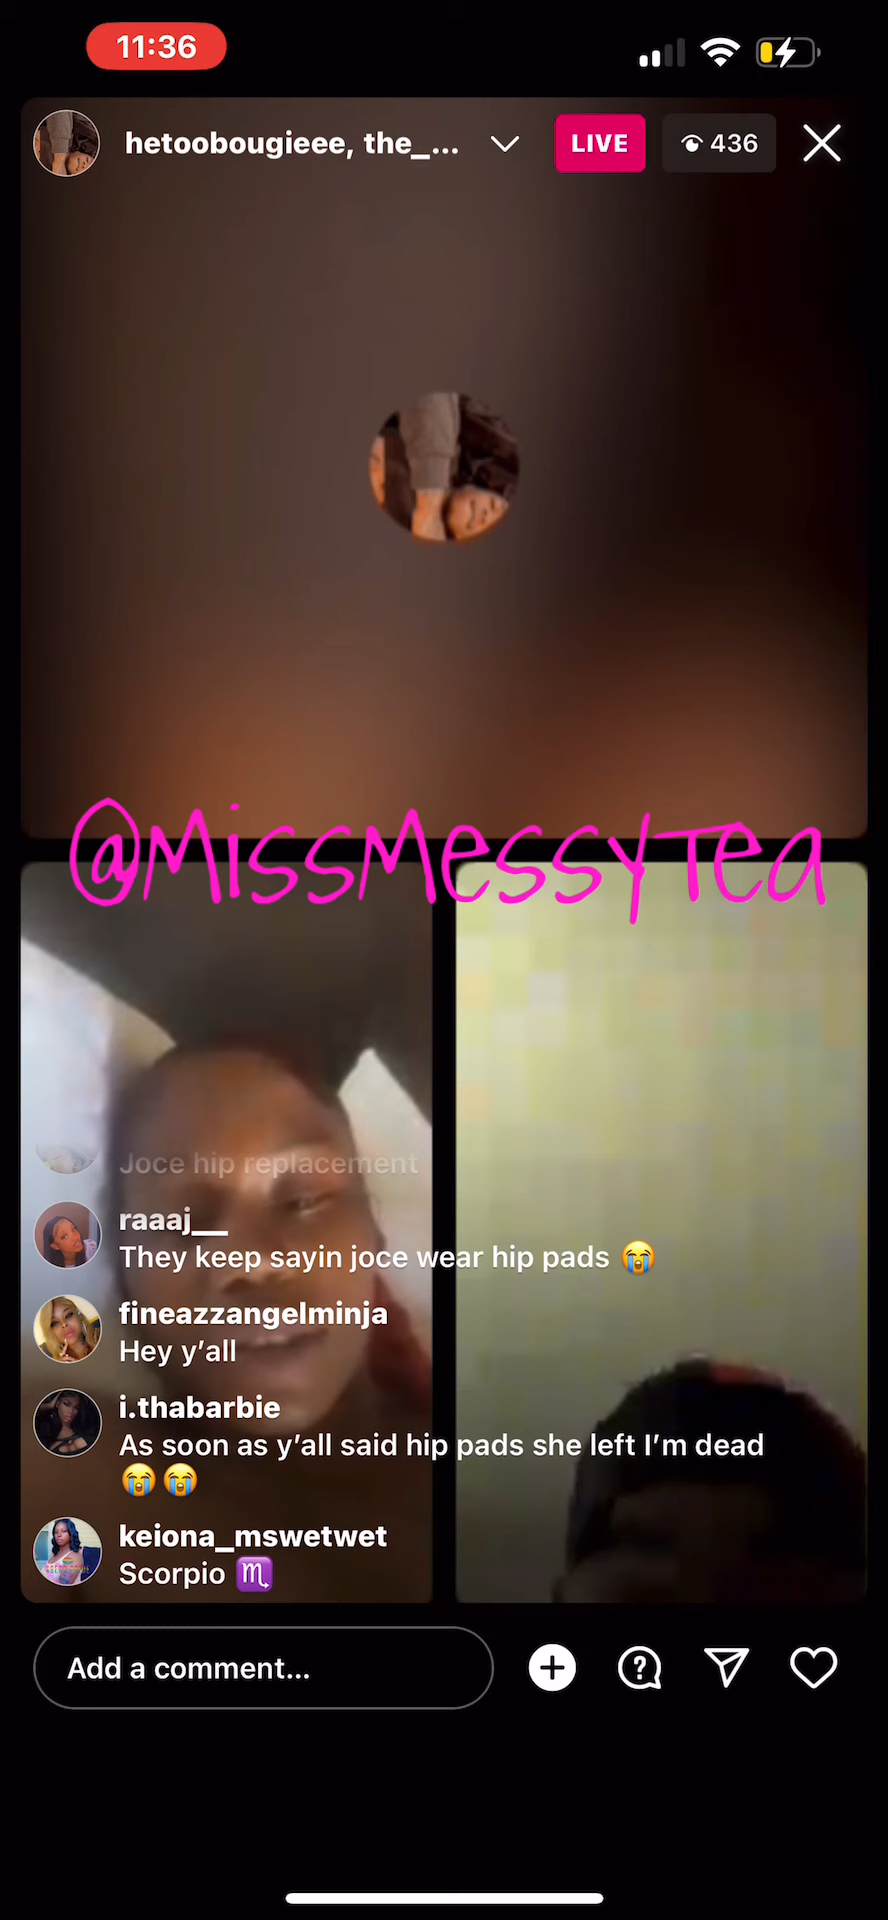 11:36
hetoobougieee, the_...
LIVE
436
@MissMessyTea
Joce hip replacement
raaaj__
They keep sayin joce wear hip pads 😭
fineazzangelminja
Hey y'all
i.thabarbie
As soon as y'all said hip pads she left I'm dead
😭😭
keiona_mswetwet
Scorpio ♏
Add a comment...